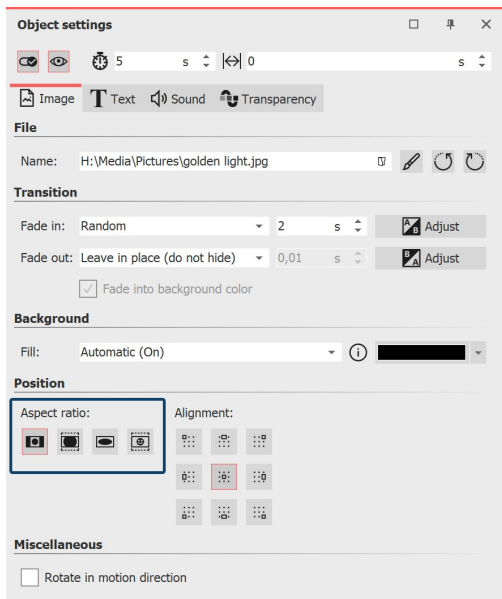 Object settings
5 s 0 s
Image Text Sound Transparency
File
Name: H:\Media\Pictures\golden light.jpg
Transition
Fade in: Random 2 s A B Adjust
Fade out: Leave in place (do not hide) 0,01 s B A Adjust
Fade into background color
Background
Fill: Automatic (On)
Position
Aspect ratio: Alignment:
Miscellaneous
Rotate in motion direction